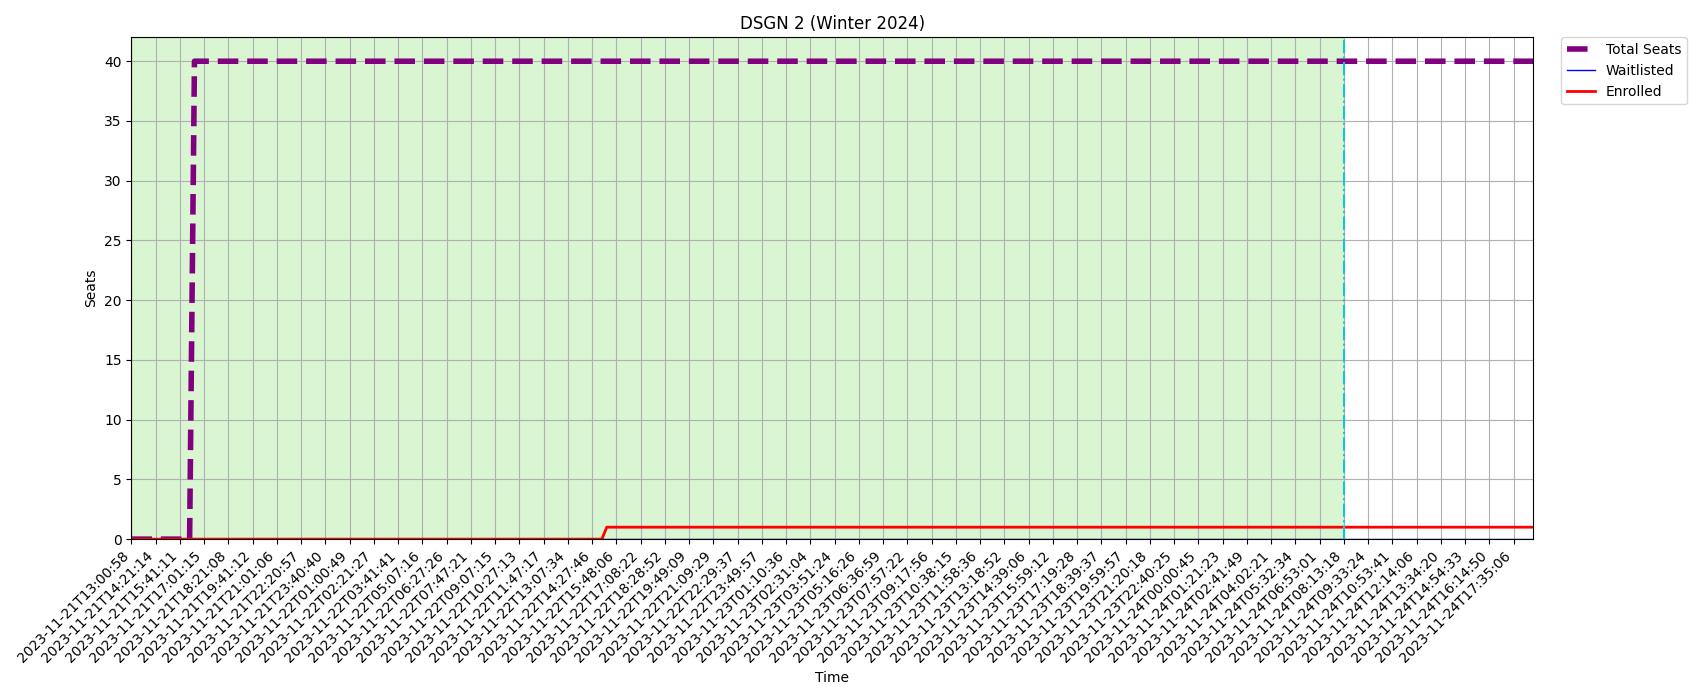 DSGN 2 (Winter 2024)
Total Seats
Waitlisted
Enrolled
Seats
40
35
30
25
20
15
10
5
0
2023-11-21T13:00:58
2023-11-21T14:21:14
2023-11-21T15:41:11
2023-11-21T17:01:15
2023-11-21T18:21:08
2023-11-21T19:41:12
2023-11-21T21:01:06
2023-11-21T22:20:57
2023-11-21T23:40:40
2023-11-22T01:00:49
2023-11-22T02:21:27
2023-11-22T03:41:41
2023-11-22T05:07:16
2023-11-22T06:27:26
2023-11-22T07:47:21
2023-11-22T09:07:15
2023-11-22T10:27:13
2023-11-22T11:47:17
2023-11-22T13:07:34
2023-11-22T14:27:46
2023-11-22T15:48:06
2023-11-22T17:08:22
2023-11-22T18:28:52
2023-11-22T19:49:09
2023-11-22T21:09:29
2023-11-22T22:29:37
2023-11-22T23:49:57
2023-11-23T01:10:36
2023-11-23T02:31:04
2023-11-23T03:51:24
2023-11-23T05:16:26
2023-11-23T06:36:59
2023-11-23T07:57:22
2023-11-23T09:17:56
2023-11-23T10:38:15
2023-11-23T11:58:36
2023-11-23T13:18:52
2023-11-23T14:39:06
2023-11-23T15:59:12
2023-11-23T17:19:28
2023-11-23T18:39:37
2023-11-23T19:59:57
2023-11-23T21:20:18
2023-11-23T22:40:25
2023-11-24T00:00:45
2023-11-24T01:21:23
2023-11-24T02:41:49
2023-11-24T04:02:21
2023-11-24T05:32:34
2023-11-24T06:53:01
2023-11-24T08:13:18
2023-11-24T09:33:24
2023-11-24T10:53:41
2023-11-24T12:14:06
2023-11-24T13:34:20
2023-11-24T14:54:33
2023-11-24T16:14:50
2023-11-24T17:35:06
Time